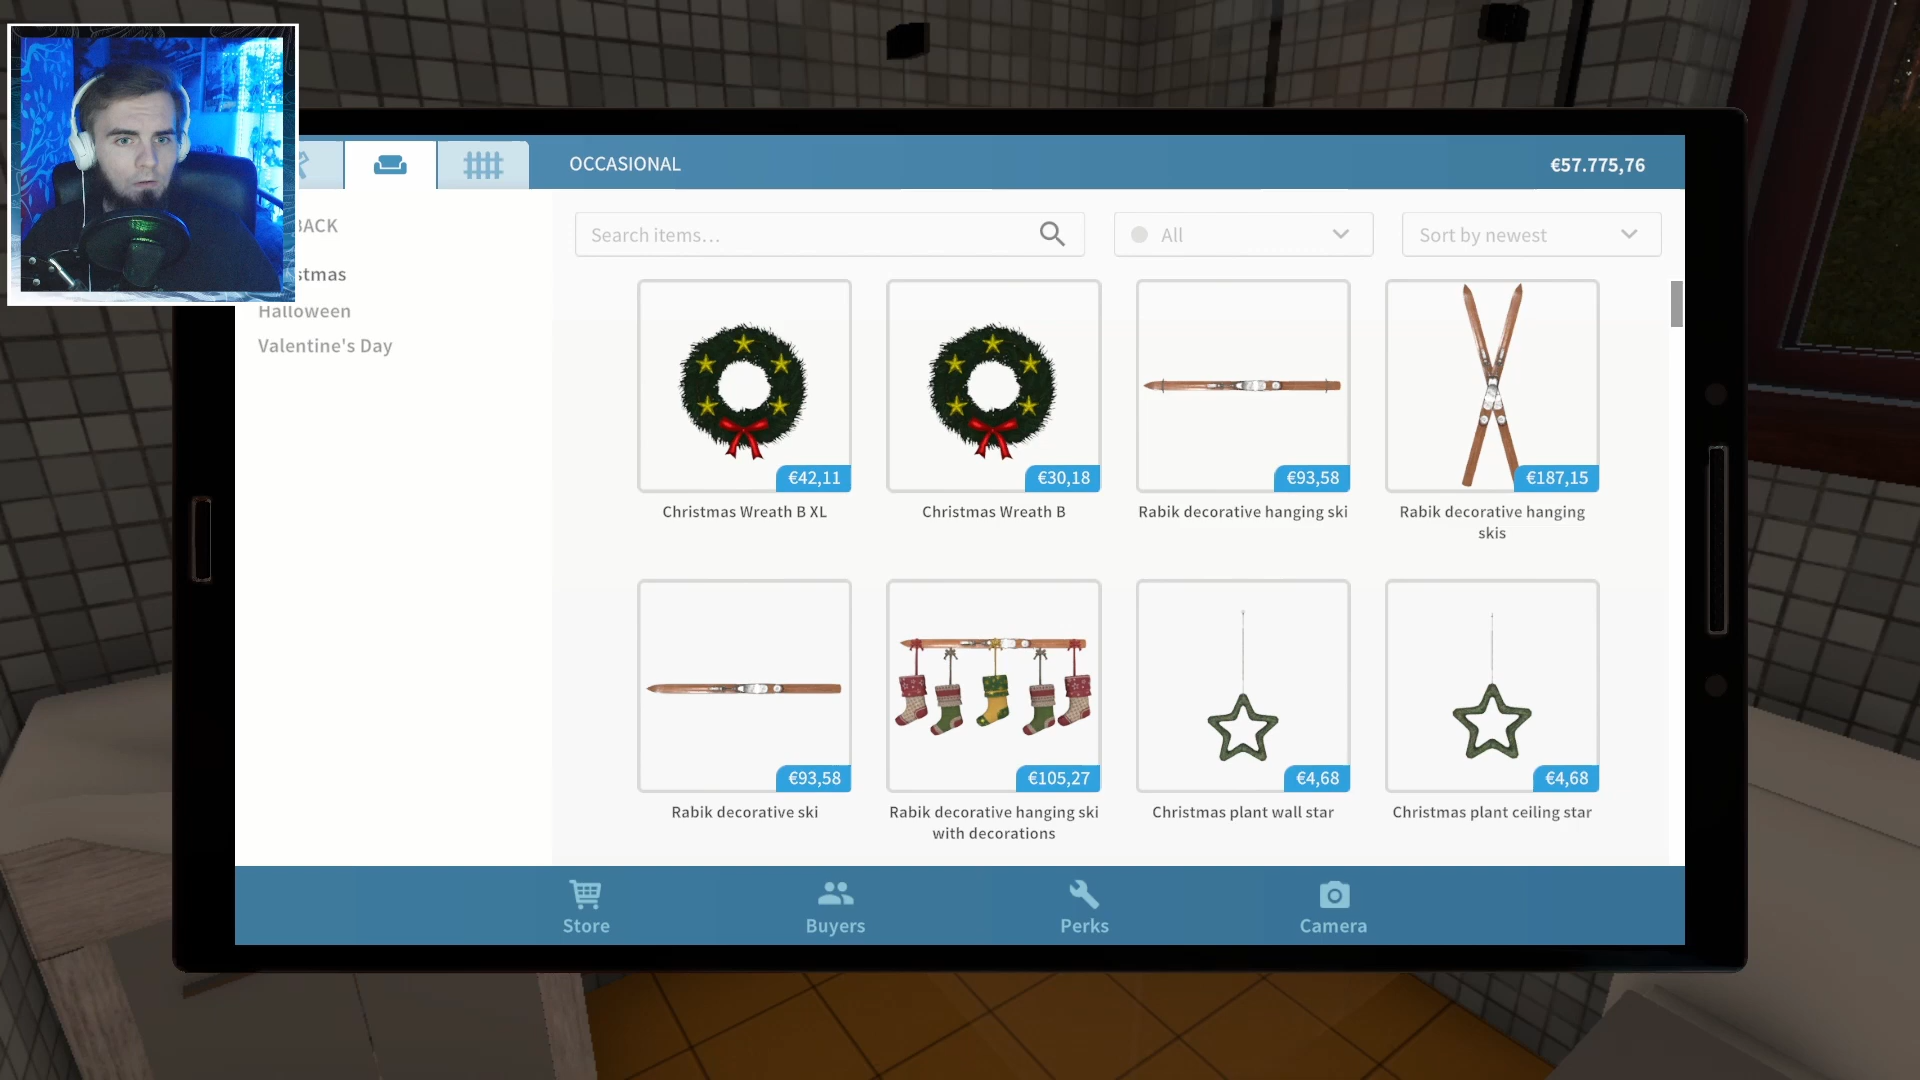 OCCASIONAL
€57.775,76
BACK
stmas
Halloween
Valentine's Day
Search items...
All
Sort by newest
€42,11
€30,18
€93,58
€187,15
Christmas Wreath B XL
Christmas Wreath B
Rabik decorative hanging ski
Rabik decorative hanging
skis
€93,58
€105,27
€4,68
€4,68
Rabik decorative ski
Rabik decorative hanging ski
with decorations
Christmas plant wall star
Christmas plant ceiling star
Store
Buyers
Perks
Camera